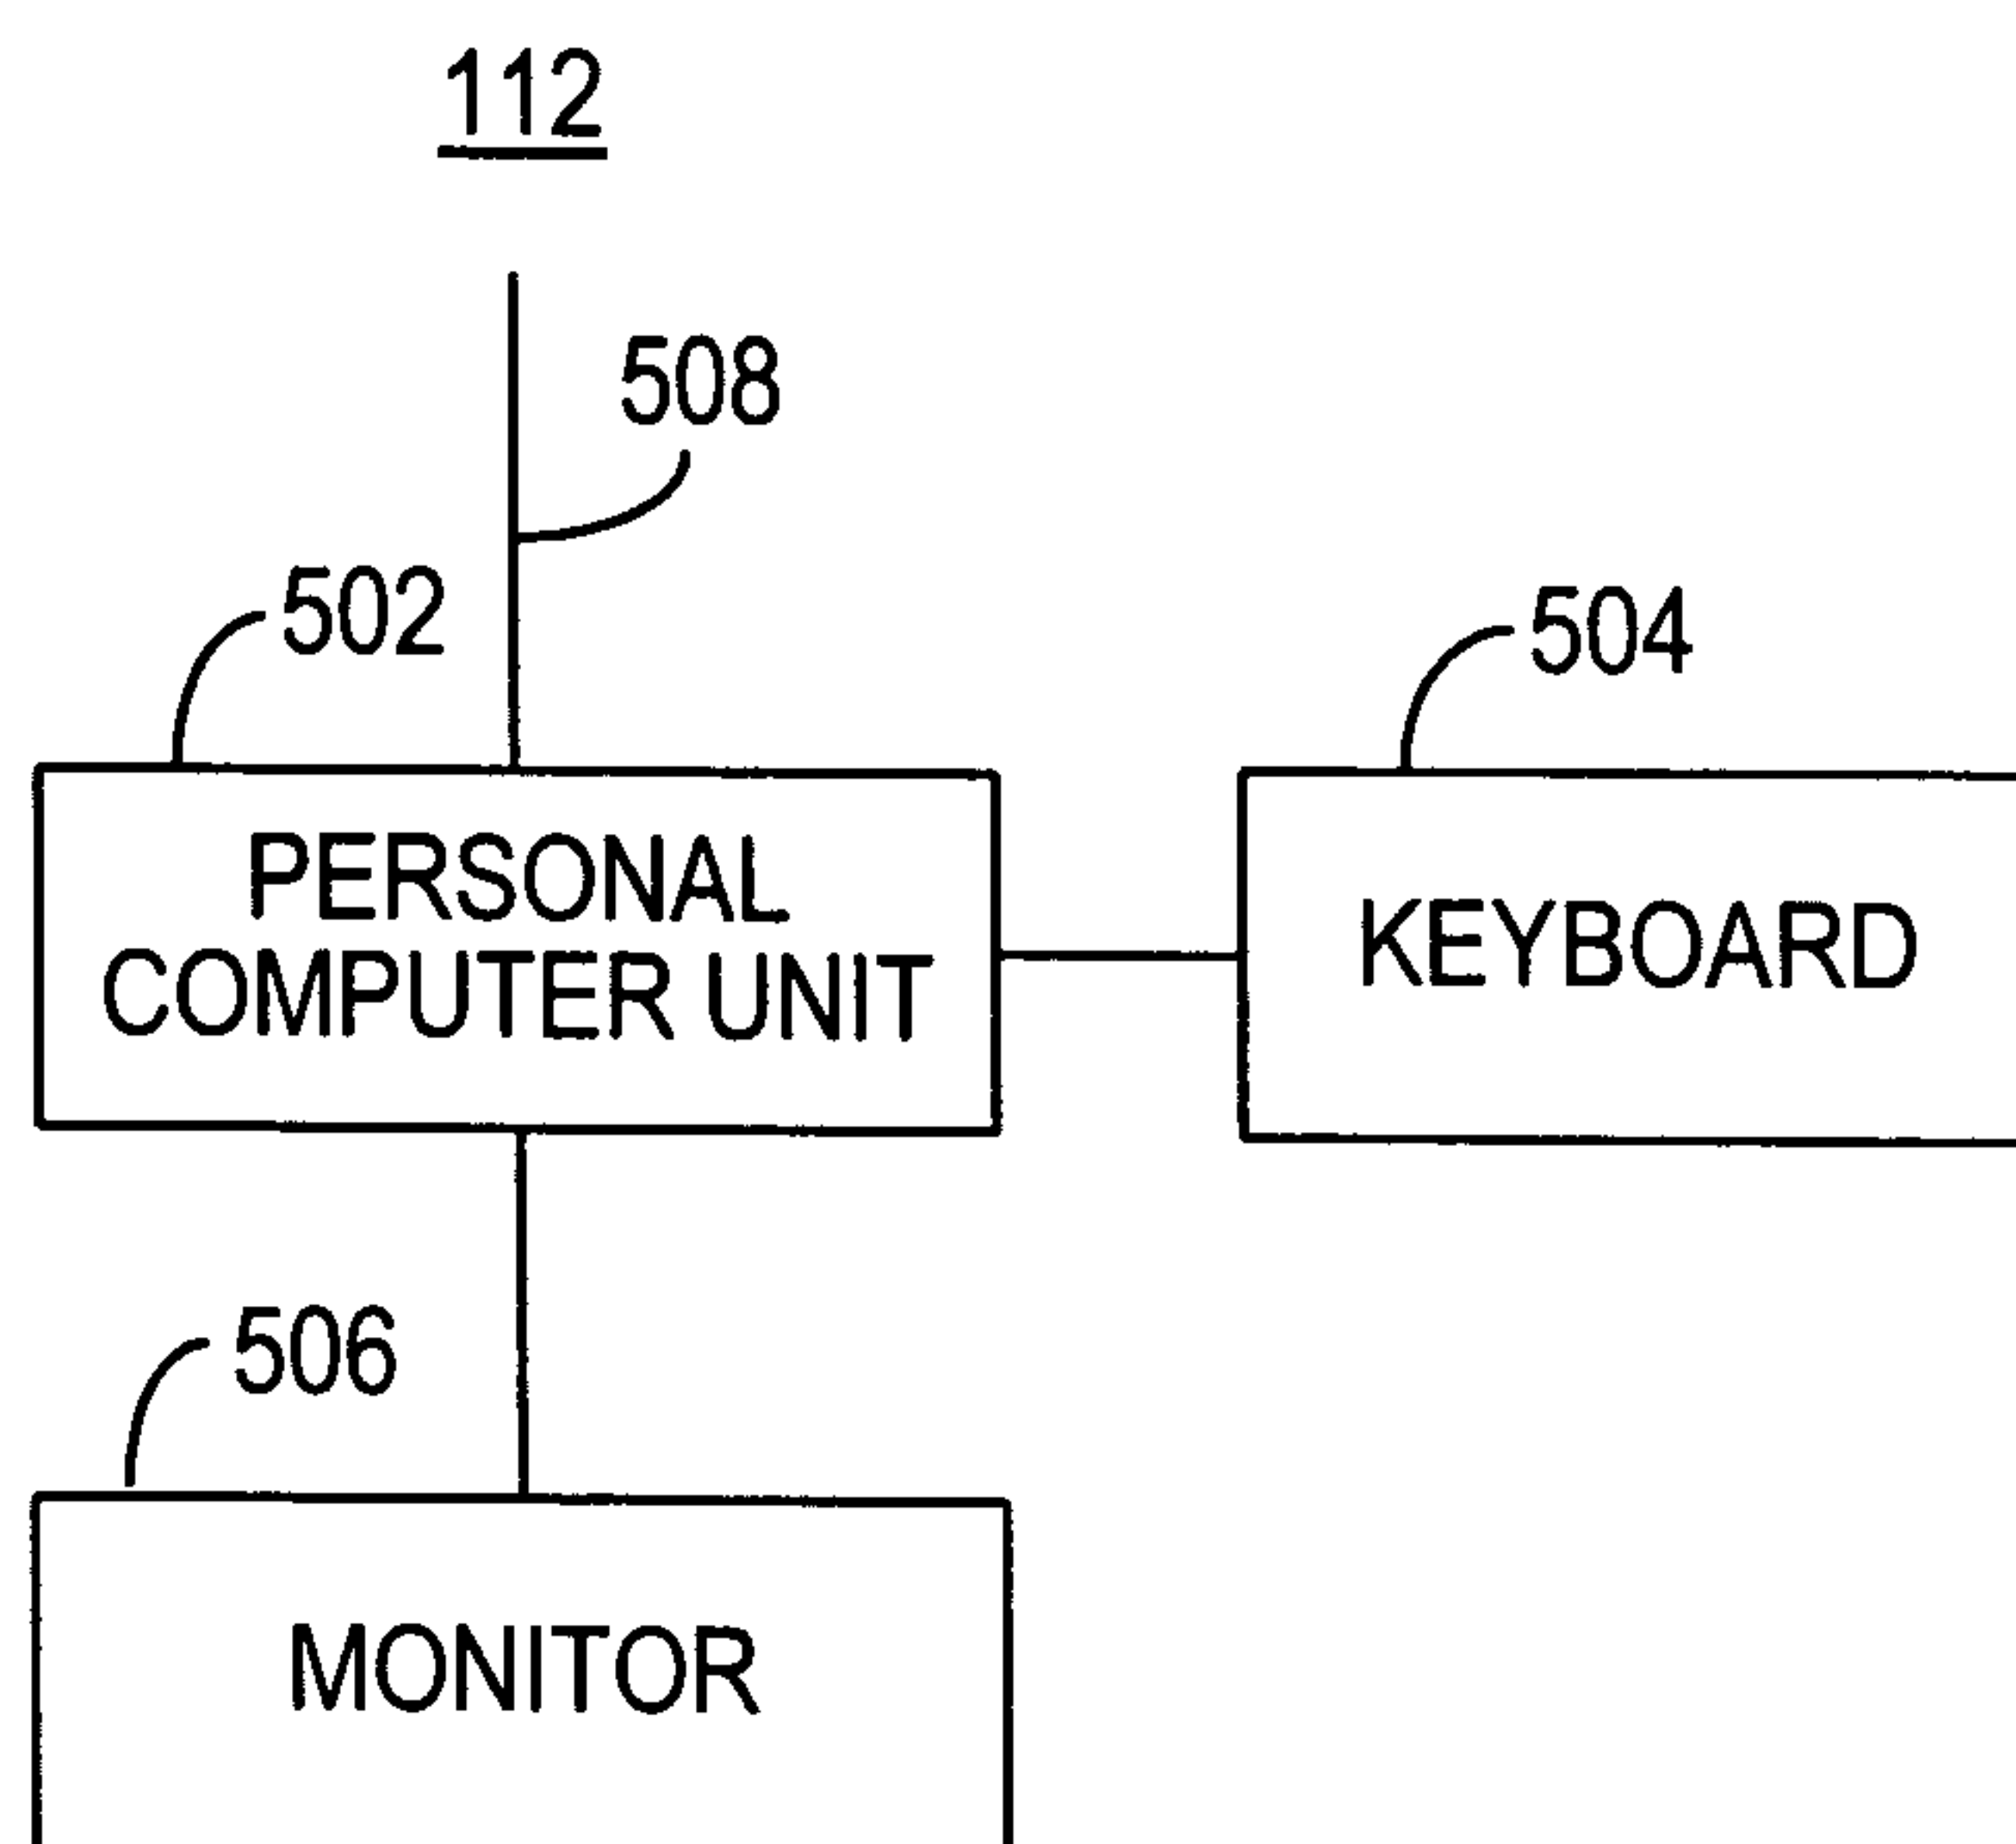 112
508
502
504
PERSONAL
COMPUTER UNIT
KEYBOARD
506
MONITOR